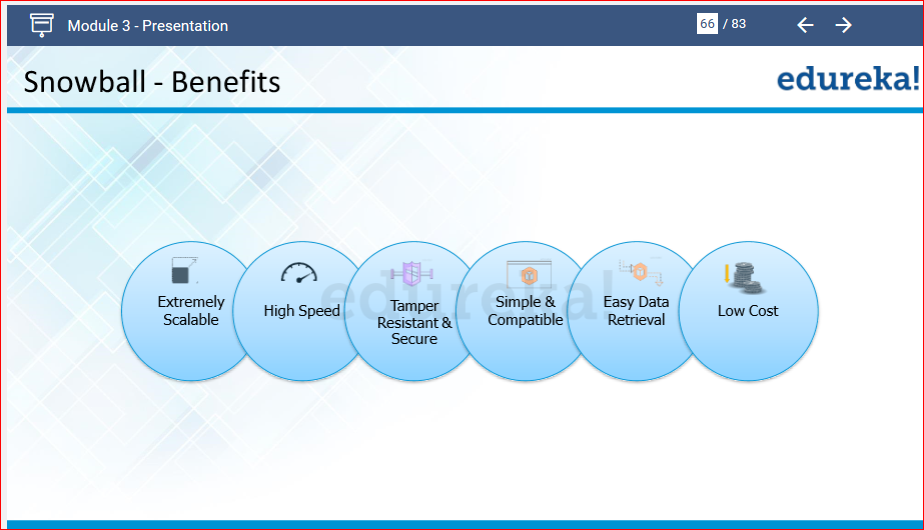 Module 3 - Presentation
66 / 83
Snowball - Benefits
edureka!
Extremely
Scalable
High Speed
Tamper
Resistant &
Secure
Simple &
Compatible
Easy Data
Retrieval
Low Cost
edureka!